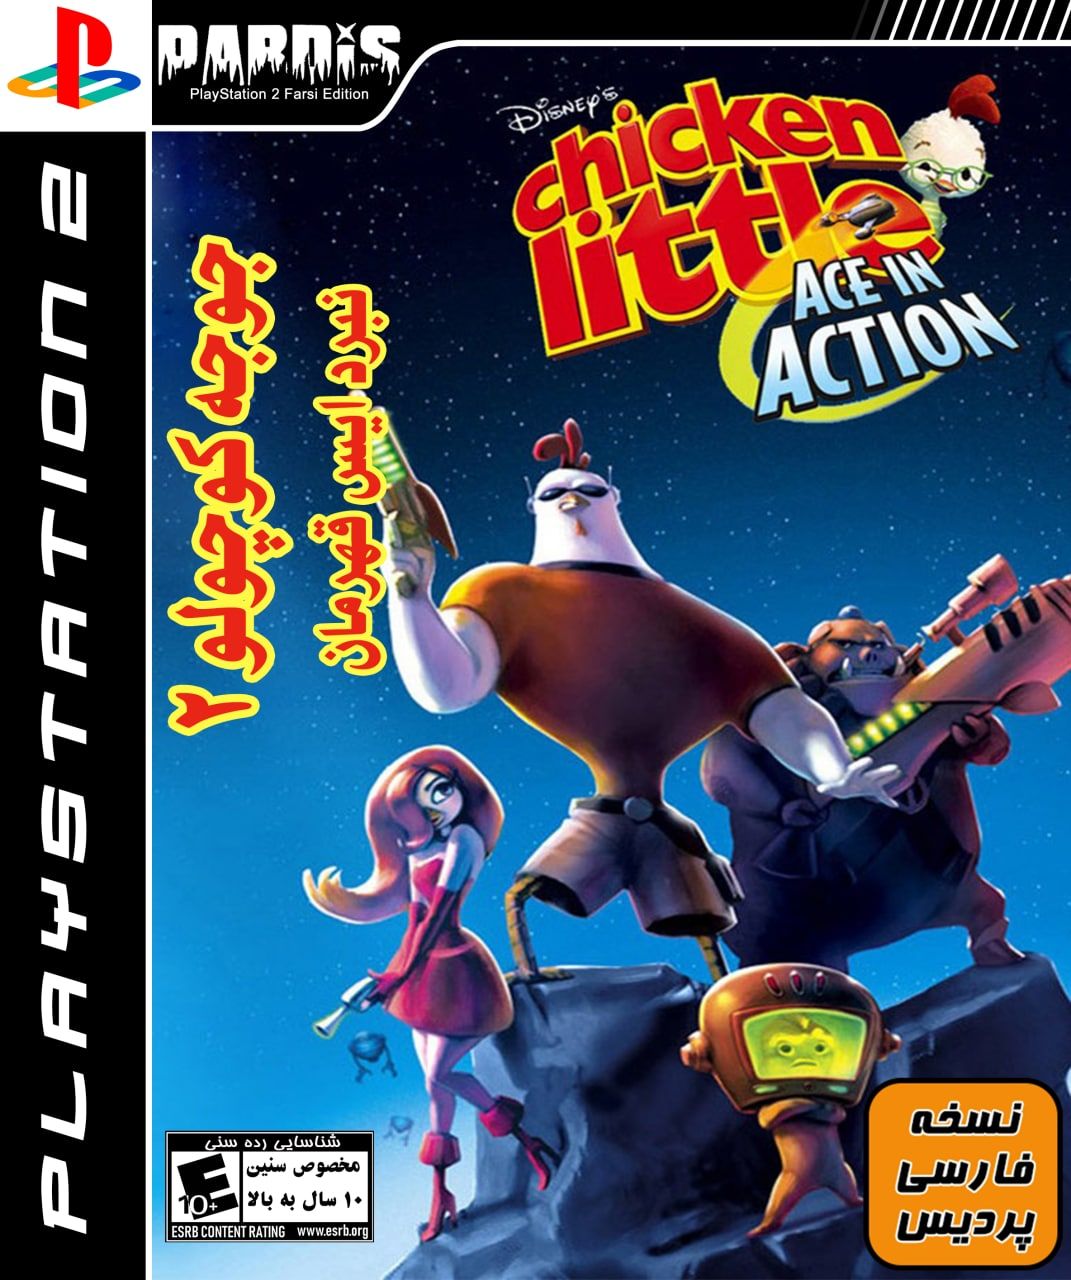 PARDIS
PlayStation 2 Farsi Edition
PLAYSTATION 2
DISNEY'S
chicken
little
ACE IN
ACTION
جوجه کوچولو ۲
نبرد ایس قهرمان
شناسایی رده سنی
E
10+
مخصوص سنین
۱۰ سال به بالا
ESRB CONTENT RATING www.esrb.org
نسخه
فارسی
پردیس